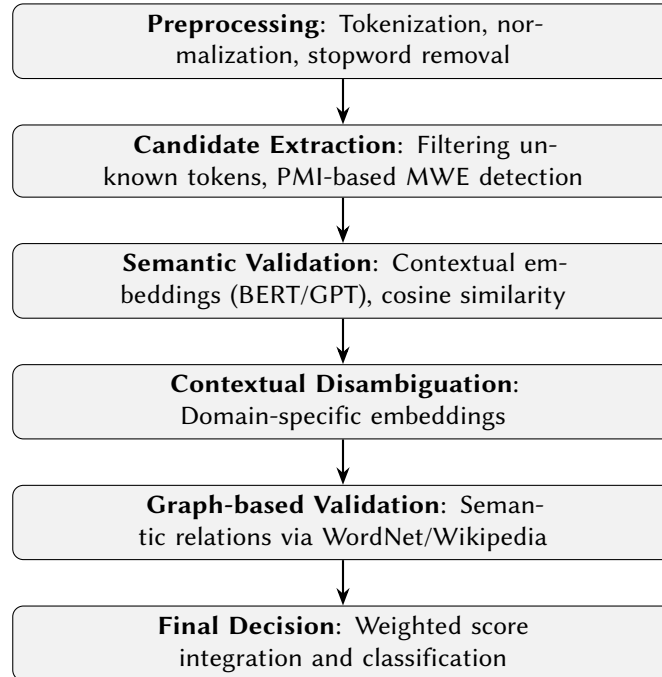 Preprocessing: Tokenization, nor-
malization, stopword removal
Candidate Extraction: Filtering un-
known tokens, PMI-based MWE detection
Semantic Validation: Contextual em-
beddings (BERT/GPT), cosine similarity
Contextual Disambiguation:
Domain-specific embeddings
Graph-based Validation: Seman-
tic relations via WordNet/Wikipedia
Final Decision: Weighted score
integration and classification